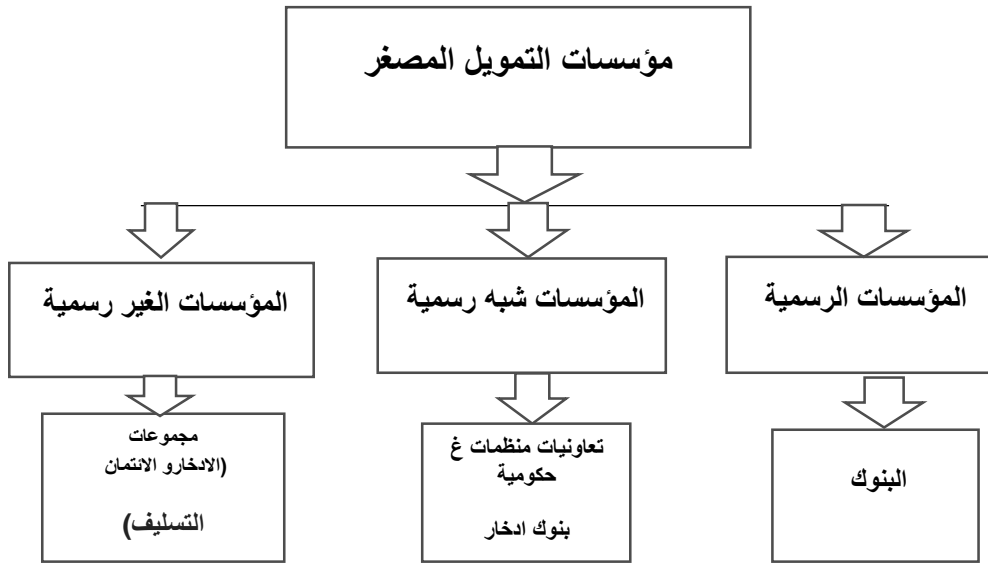 مؤسسات التمويل المصغر
المؤسسات الرسمية
المؤسسات شبه رسمية
المؤسسات الغير رسمية
البنوك
تعاونيات منظمات غ
حكومية
بنوك ادخار
مجموعات
(الادخارو الائتمان
التسليف)